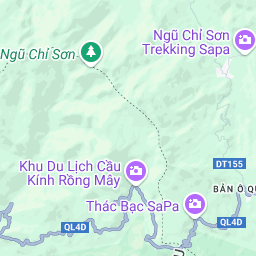 Ngũ Chỉ Sơn
Trekking Sapa
Ngũ Chỉ Sơn
DT155
Khu Du Lịch Cầu
Kính Rồng Mây
BẢN Ô Q
Thác Bạc SaPa
QL4D
QL4D